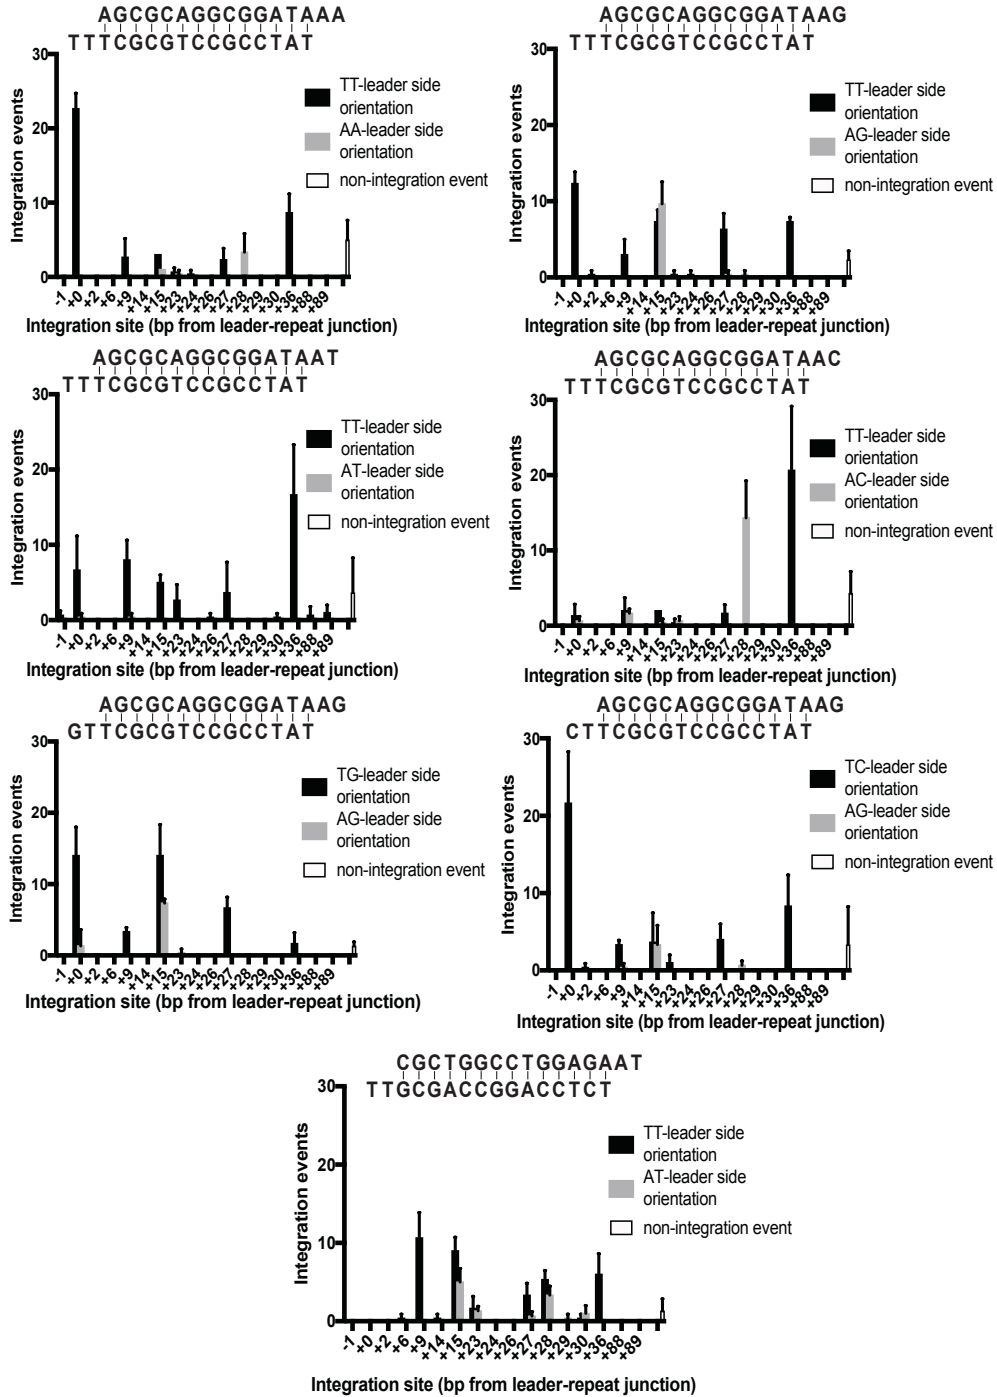 AGCGCAGGCGGATAAA
TTTCGCGTCCGCCTAT
30
20
10
0
Integration events
TT-leader side
orientation
AA-leader side
orientation
non-integration event
-1 +0 +2 +6 +9 +14 +15 +23 +24 +26 +27 +28 +29 +30 +36 +88 +89
Integration site (bp from leader-repeat junction)
AGCGCAGGCGGATAAG
TTTCGCGTCCGCCTAT
30
20
10
0
Integration events
TT-leader side
orientation
AG-leader side
orientation
non-integration event
-1 +0 +2 +6 +9 +14 +15 +23 +24 +26 +27 +28 +29 +30 +36 +88 +89
Integration site (bp from leader-repeat junction)
AGCGCAGGCGGATAAT
TTTCGCGTCCGCCTAT
30
20
10
0
Integration events
TT-leader side
orientation
AT-leader side
orientation
non-integration event
-1 +0 +2 +6 +9 +14 +15 +23 +24 +26 +27 +28 +29 +30 +36 +88 +89
Integration site (bp from leader-repeat junction)
AGCGCAGGCGGATAAC
TTTCGCGTCCGCCTAT
30
20
10
0
Integration events
TT-leader side
orientation
AC-leader side
orientation
non-integration event
-1 +0 +2 +6 +9 +14 +15 +23 +24 +26 +27 +28 +29 +30 +36 +88 +89
Integration site (bp from leader-repeat junction)
AGCGCAGGCGGATAAG
GTTCGCGTCCGCCTAT
30
20
10
0
Integration events
TG-leader side
orientation
AG-leader side
orientation
non-integration event
-1 +0 +2 +6 +9 +14 +15 +23 +24 +26 +27 +28 +29 +30 +36 +88 +89
Integration site (bp from leader-repeat junction)
AGCGCAGGCGGATAAG
CTTCGCGTCCGCCTAT
30
20
10
0
Integration events
TC-leader side
orientation
AG-leader side
orientation
non-integration event
-1 +0 +2 +6 +9 +14 +15 +23 +24 +26 +27 +28 +29 +30 +36 +88 +89
Integration site (bp from leader-repeat junction)
CGCTGGCCTGGAGAAT
TTGCGACCGGACCTCT
30
20
10
0
Integration events
TT-leader side
orientation
AT-leader side
orientation
non-integration event
-1 +0 +2 +6 +9 +14 +15 +23 +24 +26 +27 +28 +29 +30 +36 +88 +89
Integration site (bp from leader-repeat junction)